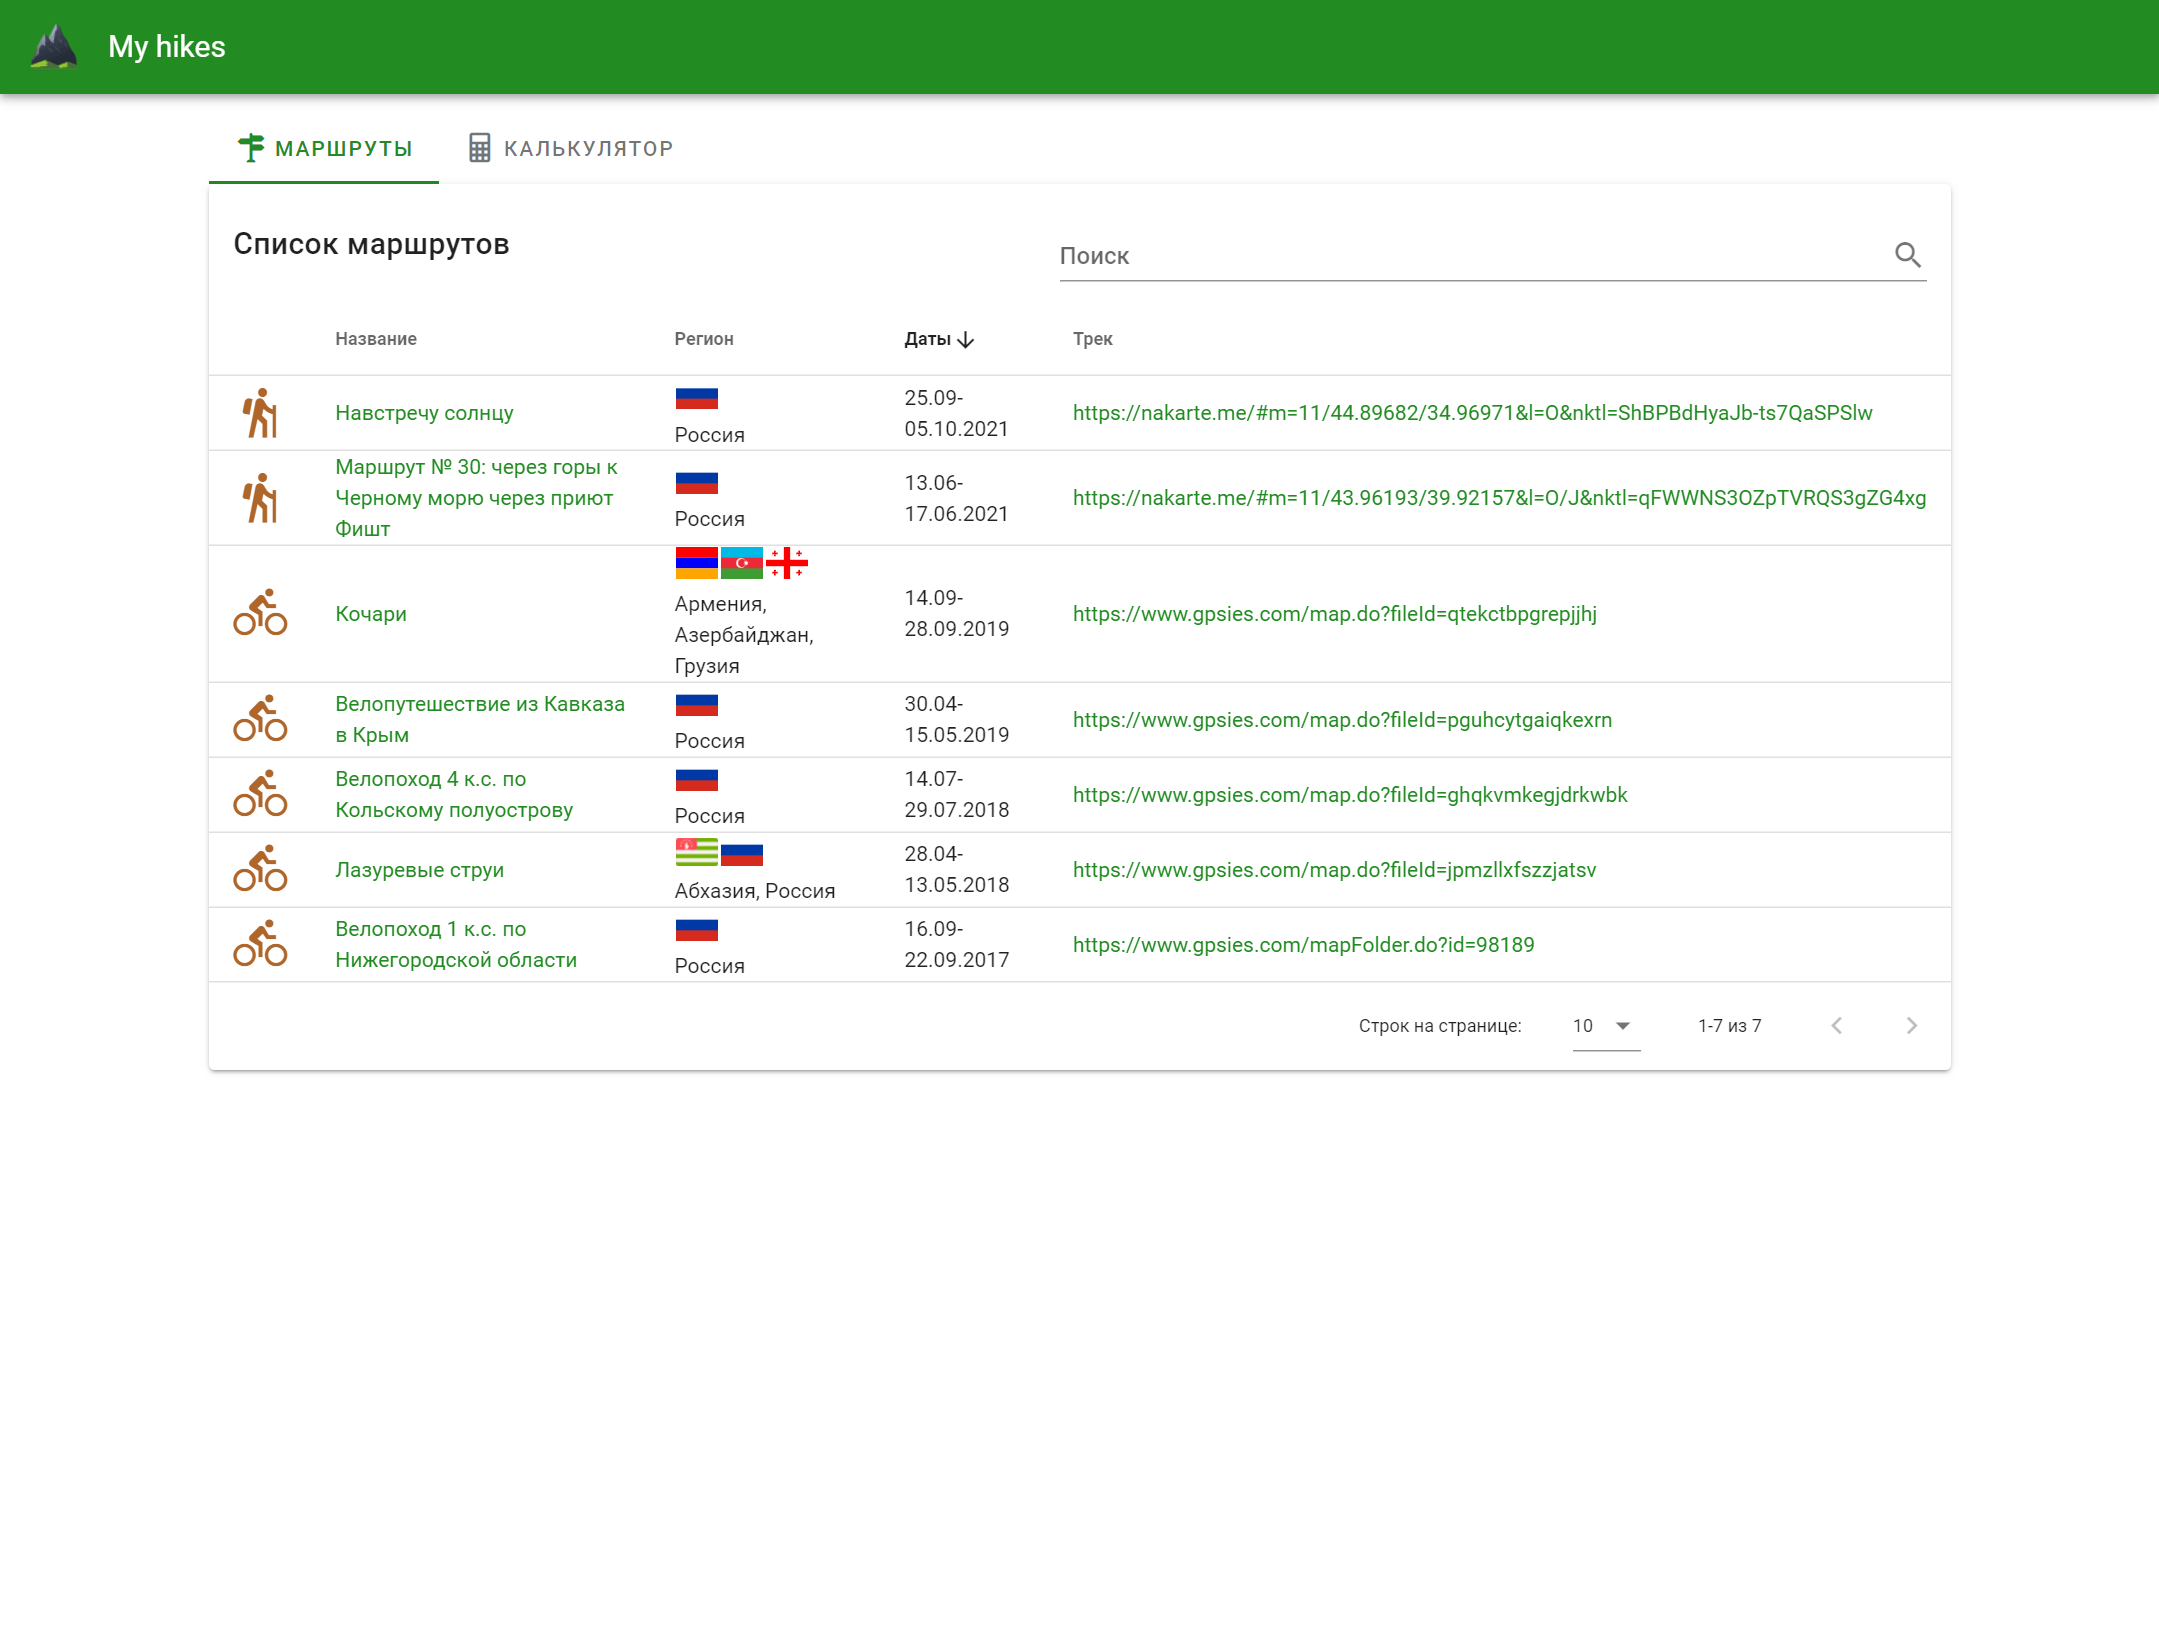 My hikes
МАРШРУТЫ
КАЛЬКУЛЯТОР
Список маршрутов
Поиск
Название
Регион
Даты
Трек
Навстречу солнцу
Россия
25.09-
05.10.2021
https://nakarte.me/#m=11/44.89682/34.96971&l=O&nktl=ShBPBdHyaJb-ts7QaSPSlw
Маршрут № 30: через горы к
Черному морю через приют
Фишт
Россия
13.06-
17.06.2021
https://nakarte.me/#m=11/43.96193/39.92157&l=O/J&nktl=qFWWNS3OZpTVRQS3gZG4xg
Кочари
Армения,
Азербайджан,
Грузия
14.09-
28.09.2019
https://www.gpsies.com/map.do?fileId=qtekctbpgrepjjhj
Велопутешествие из Кавказа
в Крым
Россия
30.04-
15.05.2019
https://www.gpsies.com/map.do?fileId=pguhcytgaiqkexrn
Велопоход 4 к.с. по
Кольскому полуострову
Россия
14.07-
29.07.2018
https://www.gpsies.com/map.do?fileId=ghqkvmkegjdrkwbk
Лазуревые струи
Абхазия, Россия
28.04-
13.05.2018
https://www.gpsies.com/map.do?fileId=jpmzllxfszzjatsv
Велопоход 1 к.с. по
Нижегородской области
Россия
16.09-
22.09.2017
https://www.gpsies.com/mapFolder.do?id=98189
Строк на странице:
10
1-7 из 7